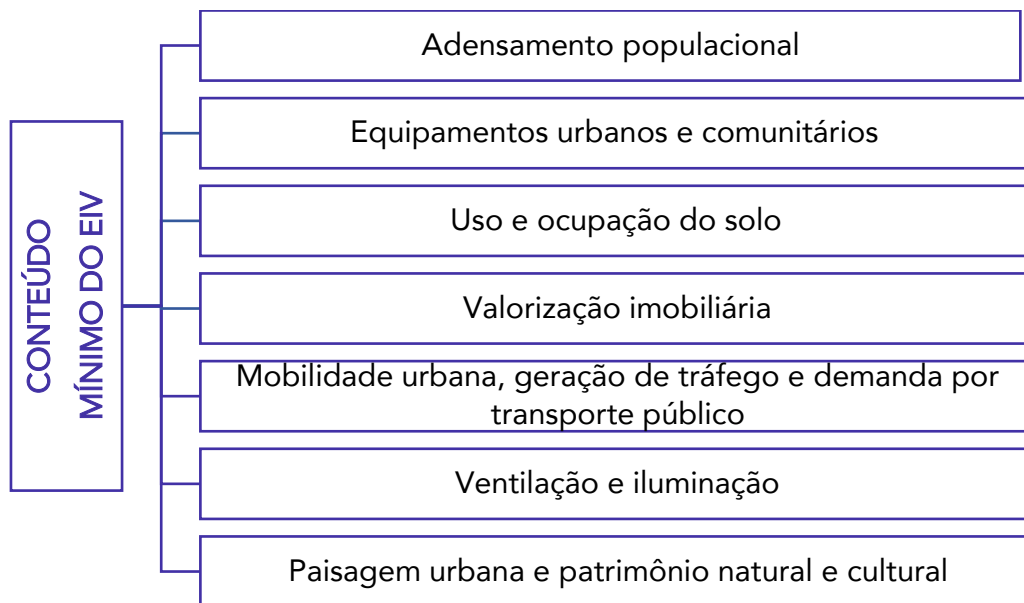 CONTEÚDO
MÍNIMO DO EIV
Adensamento populacional
Equipamentos urbanos e comunitários
Uso e ocupação do solo
Valorização imobiliária
Mobilidade urbana, geração de tráfego e demanda por
transporte público
Ventilação e iluminação
Paisagem urbana e patrimônio natural e cultural